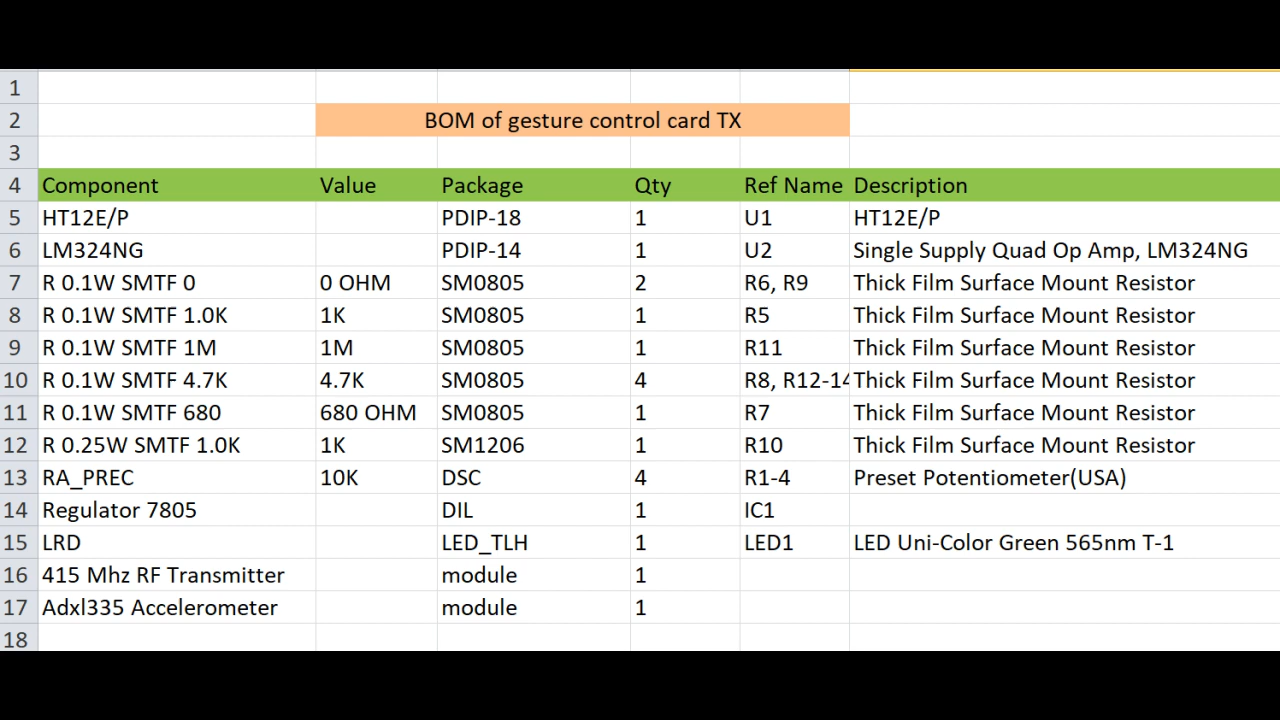 1
2 BOM of gesture control card TX
3
4 Component Value Package Qty Ref Name Description
5 HT12E/P PDIP-18 1 U1 HT12E/P
6 LM324NG PDIP-14 1 U2 Single Supply Quad Op Amp, LM324NG
7 R 0.1W SMTF 0 0 OHM SM0805 2 R6, R9 Thick Film Surface Mount Resistor
8 R 0.1W SMTF 1.0K 1K SM0805 1 R5 Thick Film Surface Mount Resistor
9 R 0.1W SMTF 1M 1M SM0805 1 R11 Thick Film Surface Mount Resistor
10 R 0.1W SMTF 4.7K 4.7K SM0805 4 R8, R12-14 Thick Film Surface Mount Resistor
11 R 0.1W SMTF 680 680 OHM SM0805 1 R7 Thick Film Surface Mount Resistor
12 R 0.25W SMTF 1.0K 1K SM1206 1 R10 Thick Film Surface Mount Resistor
13 RA_PREC 10K DSC 4 R1-4 Preset Potentiometer(USA)
14 Regulator 7805 DIL 1 IC1
15 LRD LED_TLH 1 LED1 LED Uni-Color Green 565nm T-1
16 415 Mhz RF Transmitter module 1
17 Adxl335 Accelerometer module 1
18